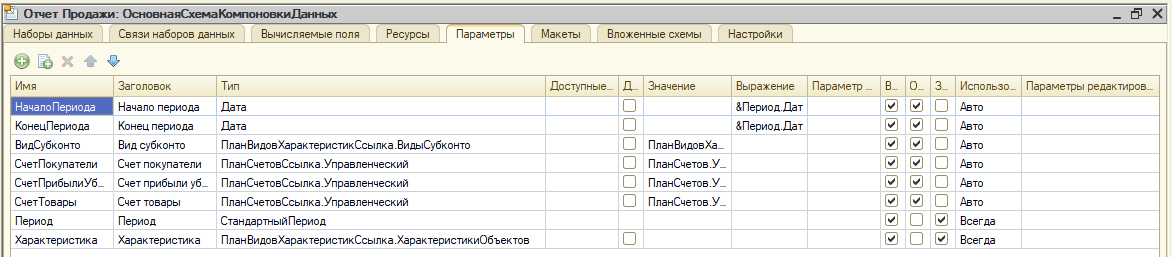 Отчет Продажи: ОсновнаяСхемаКомпоновкиДанных
Наборы данных Связи наборов данных Вычисляемые поля Ресурсы Параметры Макеты Вложенные схемы Настройки
Имя Заголовок Тип Доступные... Д... Значение Выражение Параметр ... В... О... З... Использо... Параметры редактиров...
НачалоПериода Начало периода Дата &Период.Дат Авто
КонецПериода Конец периода Дата &Период.Дат Авто
ВидСубконто Вид субконто ПланВидовХарактеристикСсылка.ВидыСубконто ПланВидовХа... Авто
СчетПокупатели Счет покупатели ПланСчетовСсылка.Управленческий ПланСчетов.У... Авто
СчетПрибылиУб... Счет прибыли уб... ПланСчетовСсылка.Управленческий ПланСчетов.У... Авто
СчетТовары Счет товары ПланСчетовСсылка.Управленческий ПланСчетов.У... Авто
Период Период СтандартныйПериод Всегда
Характеристика Характеристика ПланВидовХарактеристикСсылка.ХарактеристикиОбъектов Всегда